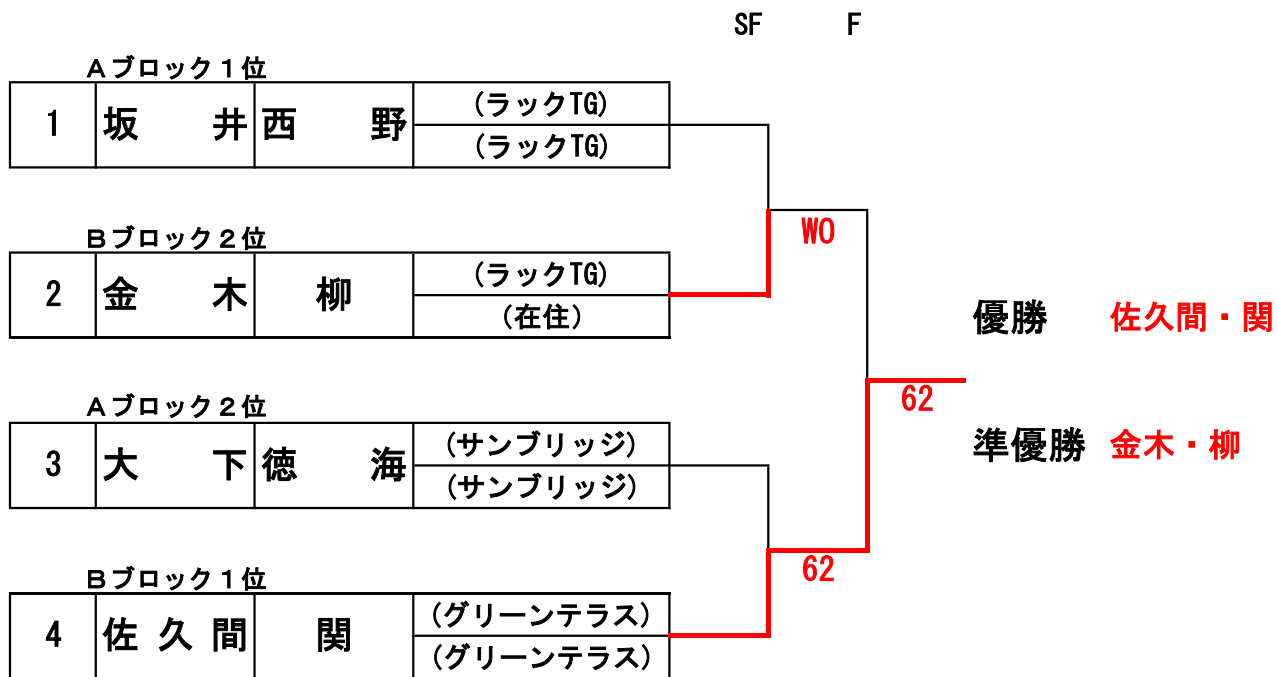 SF F
Aブロック1位
1 坂井 西野 (ラックTG)
(ラックTG)
WO
Bブロック2位
2 金木 柳 (ラックTG)
(在住)
優勝 佐久間・関
62
Aブロック2位
準優勝 金木・柳
3 大下 徳海 (サンブリッジ)
(サンブリッジ)
62
Bブロック1位
4 佐久間 関 (グリーンテラス)
(グリーンテラス)